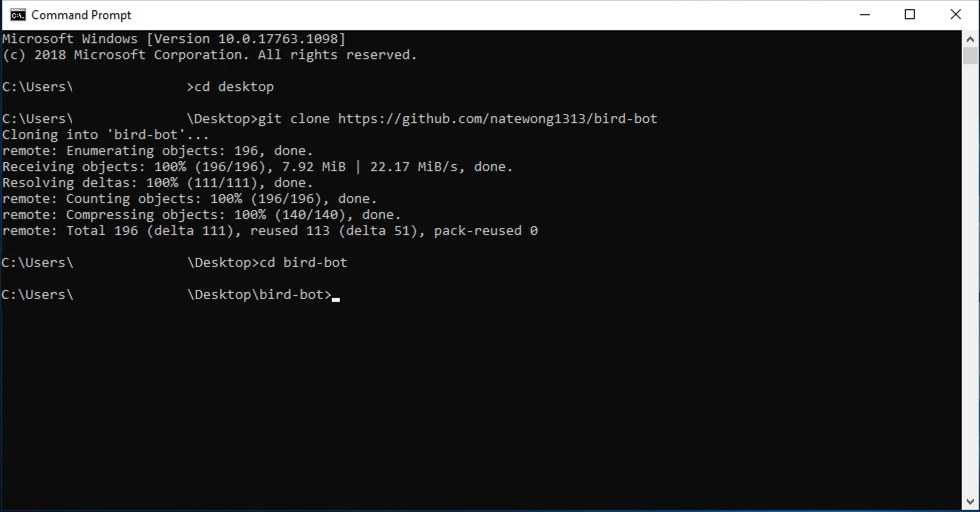 Command Prompt
Microsoft Windows [Version 10.0.17763.1098]
(c) 2018 Microsoft Corporation. All rights reserved.
C:\Users\ >cd desktop
C:\Users\ \Desktop>git clone https://github.com/natewong1313/bird-bot
Cloning into 'bird-bot'...
remote: Enumerating objects: 196, done.
Receiving objects: 100% (196/196), 7.92 MiB | 22.17 MiB/s, done.
Resolving deltas: 100% (111/111), done.
remote: Counting objects: 100% (196/196), done.
remote: Compressing objects: 100% (140/140), done.
remote: Total 196 (delta 111), reused 113 (delta 51), pack-reused 0
C:\Users\ \Desktop>cd bird-bot
C:\Users\ \Desktop\bird-bot>